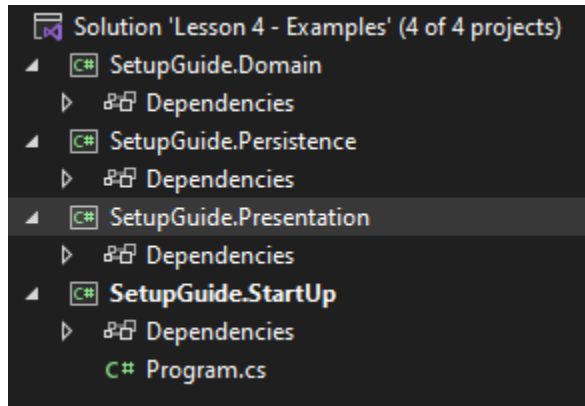 Solution 'Lesson 4 - Examples' (4 of 4 projects)
C# SetupGuide.Domain
Dependencies
C# SetupGuide.Persistence
Dependencies
C# SetupGuide.Presentation
Dependencies
C# SetupGuide.StartUp
Dependencies
C# Program.cs